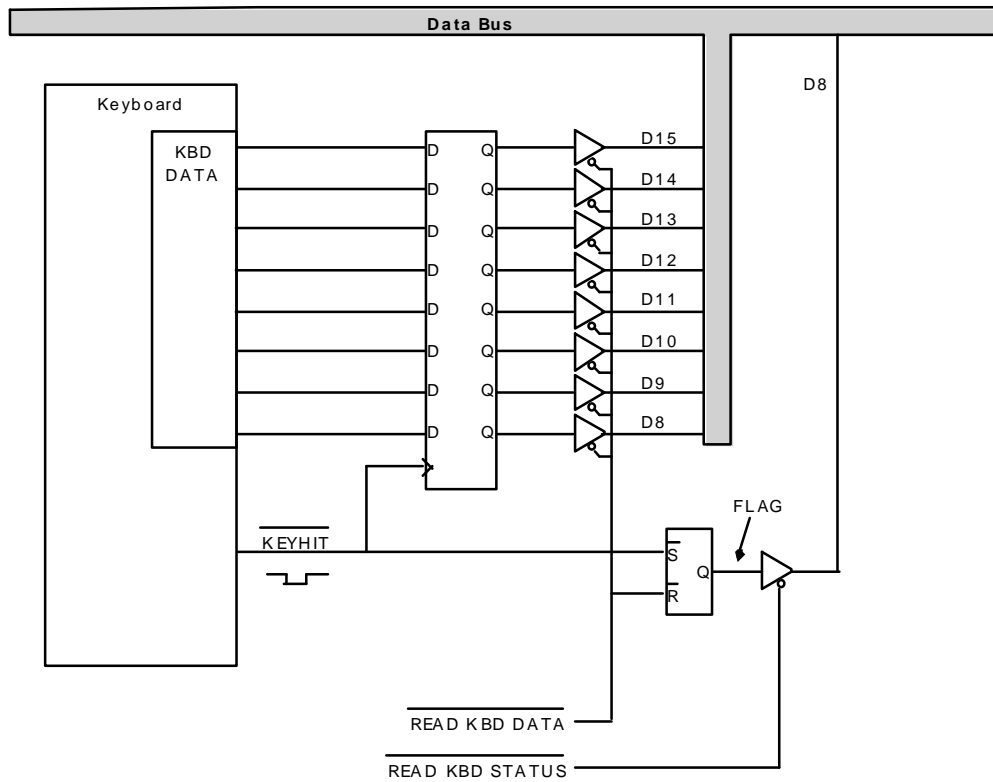 Data Bus
D8
Keyboard
KBD
DATA
D Q D15
D Q D14
D Q D13
D Q D12
D Q D11
D Q D10
D Q D9
D Q D8
FLAG
KEYHIT
S
Q
R
READ KBD DATA
READ KBD STATUS